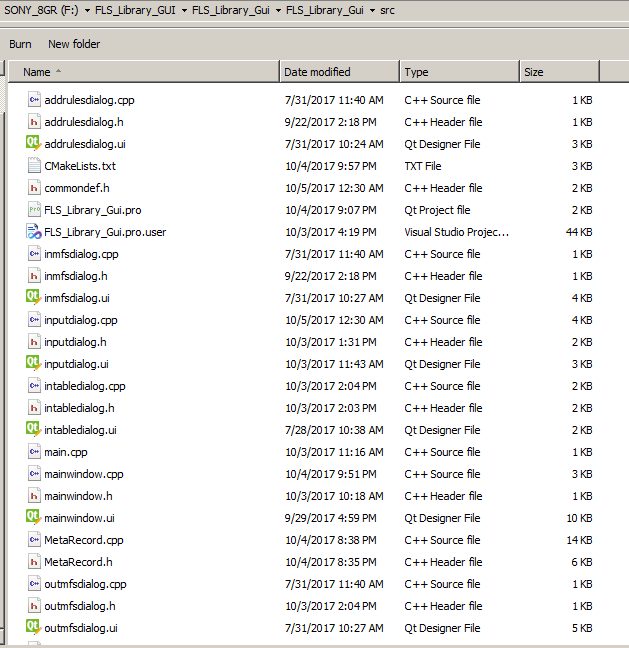 SONY_8GR (F:) FLS_Library_GUI FLS_Library_Gui FLS_Library_Gui src
Burn New folder
Name Date modified Type Size
addrulesdialog.cpp 7/31/2017 11:40 AM C++ Source file 1 KB
addrulesdialog.h 9/22/2017 2:18 PM C++ Header file 1 KB
addrulesdialog.ui 7/31/2017 10:24 AM Qt Designer File 3 KB
CMakeLists.txt 10/4/2017 9:57 PM TXT File 3 KB
commondef.h 10/5/2017 12:30 AM C++ Header file 2 KB
FLS_Library_Gui.pro 10/4/2017 9:07 PM Qt Project file 2 KB
FLS_Library_Gui.pro.user 10/3/2017 4:19 PM Visual Studio Projec... 44 KB
inmfsdialog.cpp 7/31/2017 11:40 AM C++ Source file 1 KB
inmfsdialog.h 9/22/2017 2:18 PM C++ Header file 1 KB
inmfsdialog.ui 7/31/2017 10:27 AM Qt Designer File 4 KB
inputdialog.cpp 10/5/2017 12:30 AM C++ Source file 4 KB
inputdialog.h 10/3/2017 1:31 PM C++ Header file 2 KB
inputdialog.ui 10/3/2017 11:43 AM Qt Designer File 3 KB
intabledialog.cpp 10/3/2017 2:04 PM C++ Source file 2 KB
intabledialog.h 10/3/2017 2:03 PM C++ Header file 2 KB
intabledialog.ui 7/28/2017 10:38 AM Qt Designer File 2 KB
main.cpp 10/3/2017 11:16 AM C++ Source file 1 KB
mainwindow.cpp 10/4/2017 9:51 PM C++ Source file 3 KB
mainwindow.h 10/3/2017 10:18 AM C++ Header file 1 KB
mainwindow.ui 9/29/2017 4:59 PM Qt Designer File 10 KB
MetaRecord.cpp 10/4/2017 8:38 PM C++ Source file 14 KB
MetaRecord.h 10/4/2017 8:35 PM C++ Header file 6 KB
outmfsdialog.cpp 7/31/2017 11:40 AM C++ Source file 1 KB
outmfsdialog.h 10/3/2017 2:04 PM C++ Header file 1 KB
outmfsdialog.ui 7/31/2017 10:27 AM Qt Designer File 5 KB